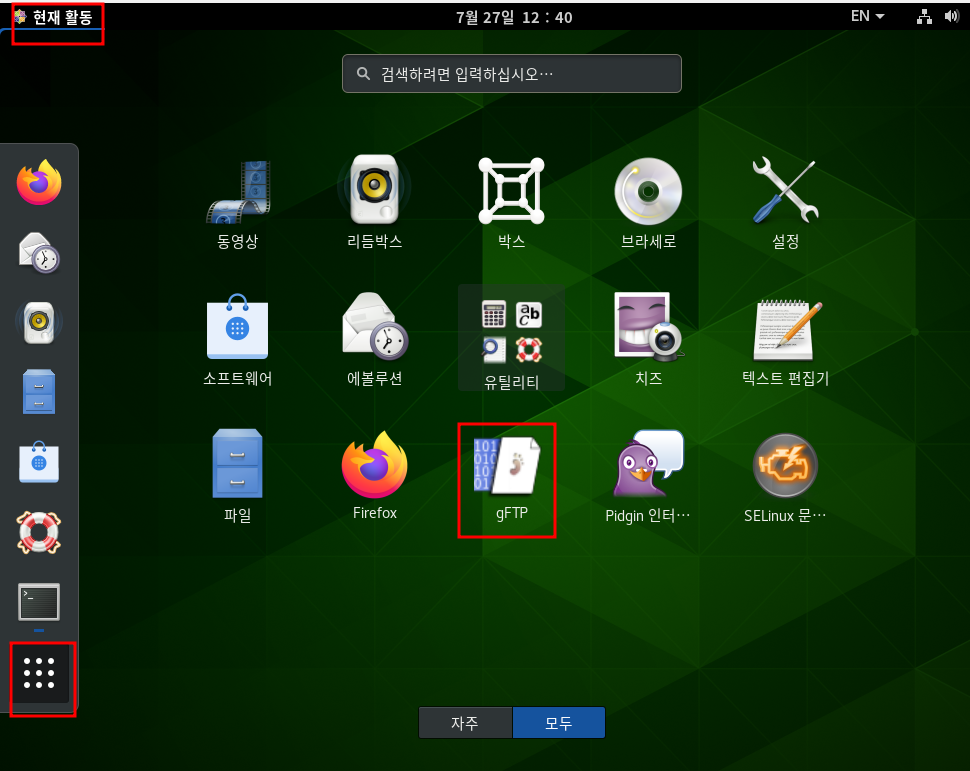 현재 활동
7월 27일 12 : 40
EN
검색하려면 입력하십시오…
동영상
리듬박스
박스
브라세로
설정
소프트웨어
에볼루션
유틸리티
치즈
텍스트 편집기
파일
Firefox
gFTP
Pidgin 인터…
SELinux 문…
자주
모두